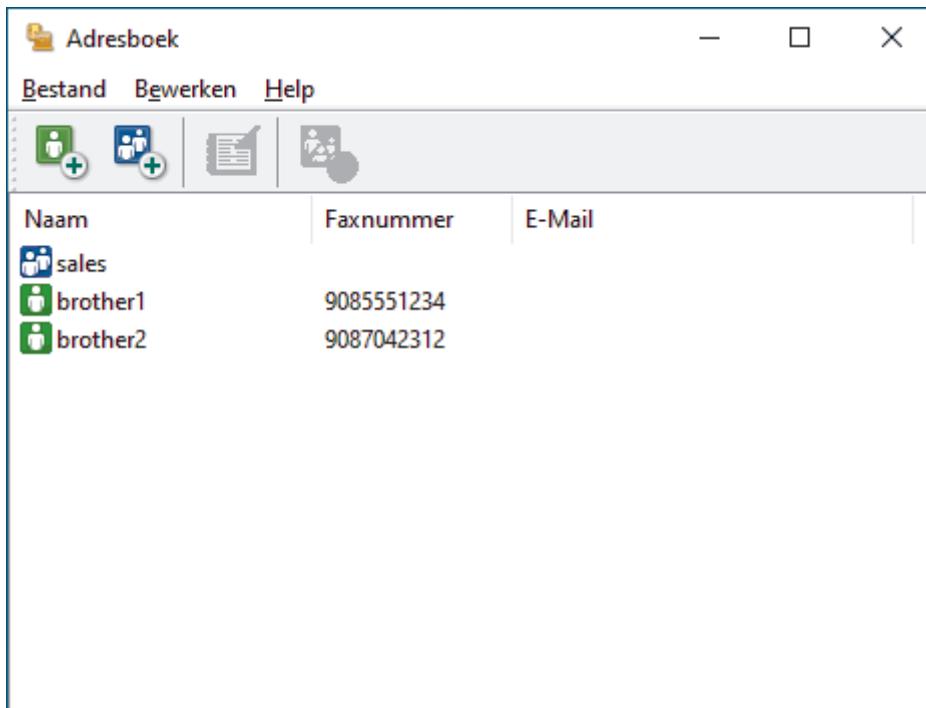 Adresboek
Bestand Bewerken Help
Naam Faxnummer E-Mail
sales
brother1 9085551234
brother2 9087042312